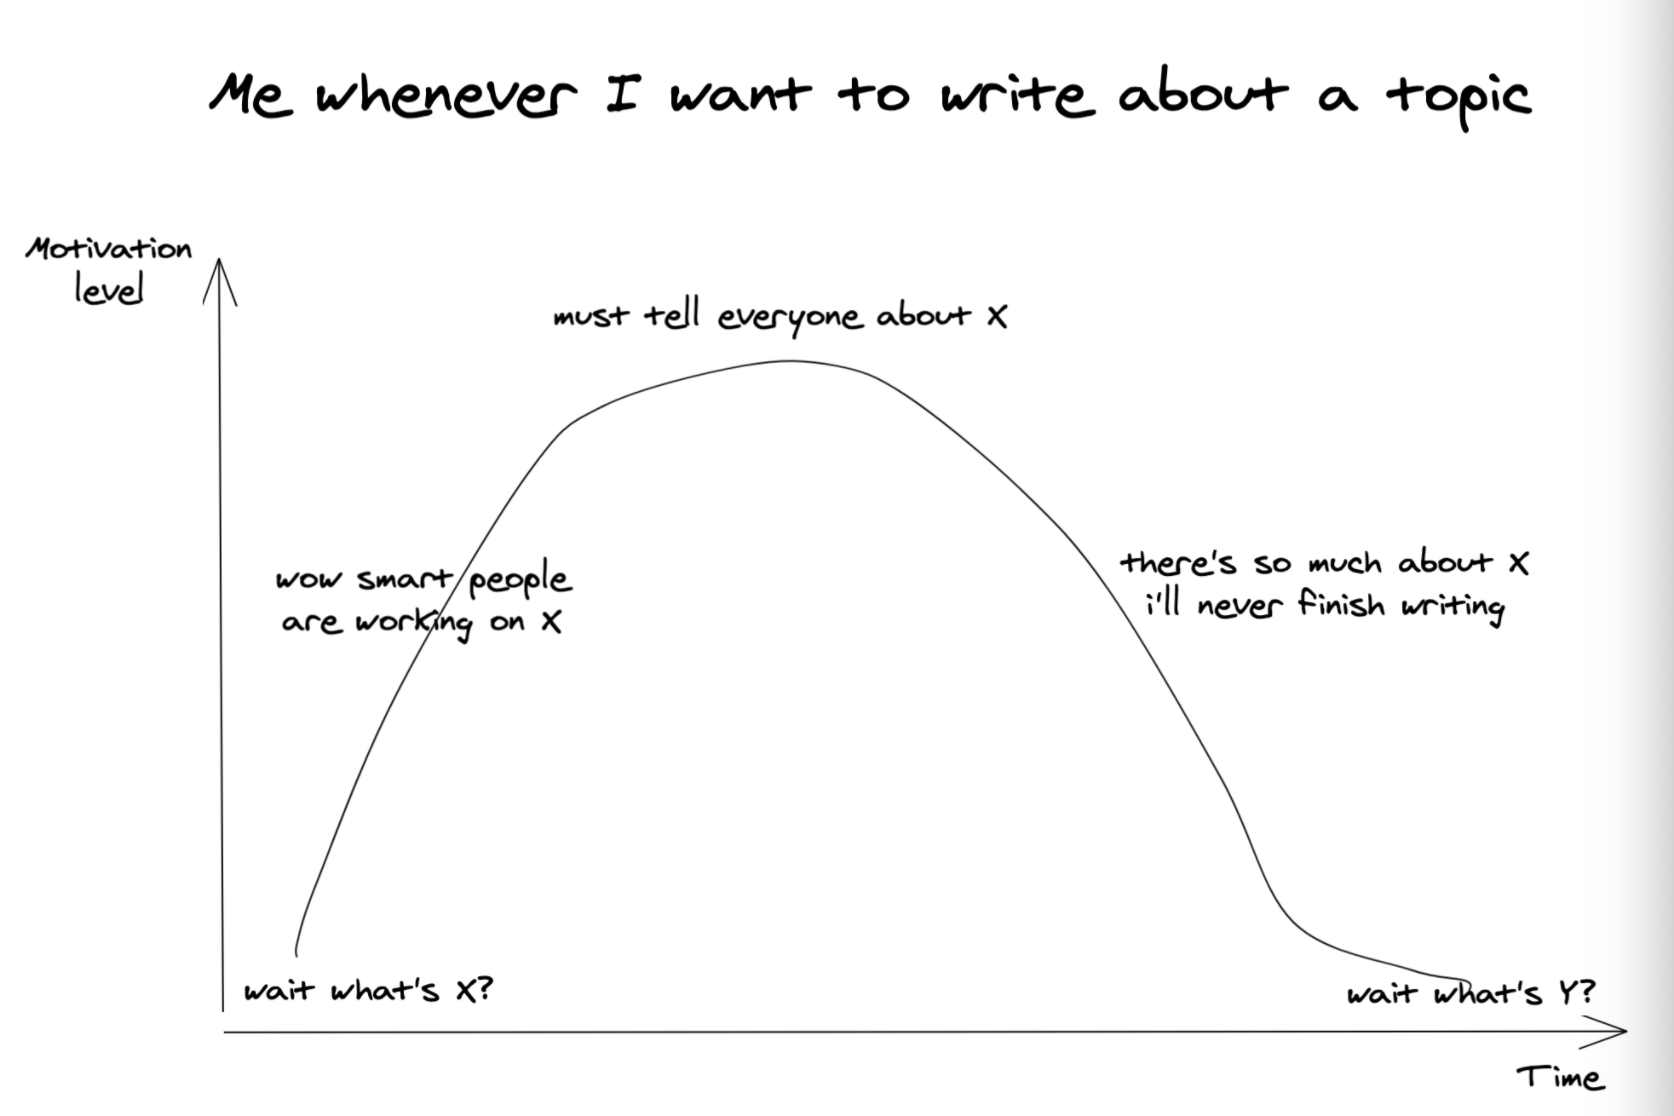 Me whenever I want to write about a topic
Motivation
level
must tell everyone about X
wow smart people
are working on X
there's so much about X
i'll never finish writing
wait what's X?
wait what's Y?
Time